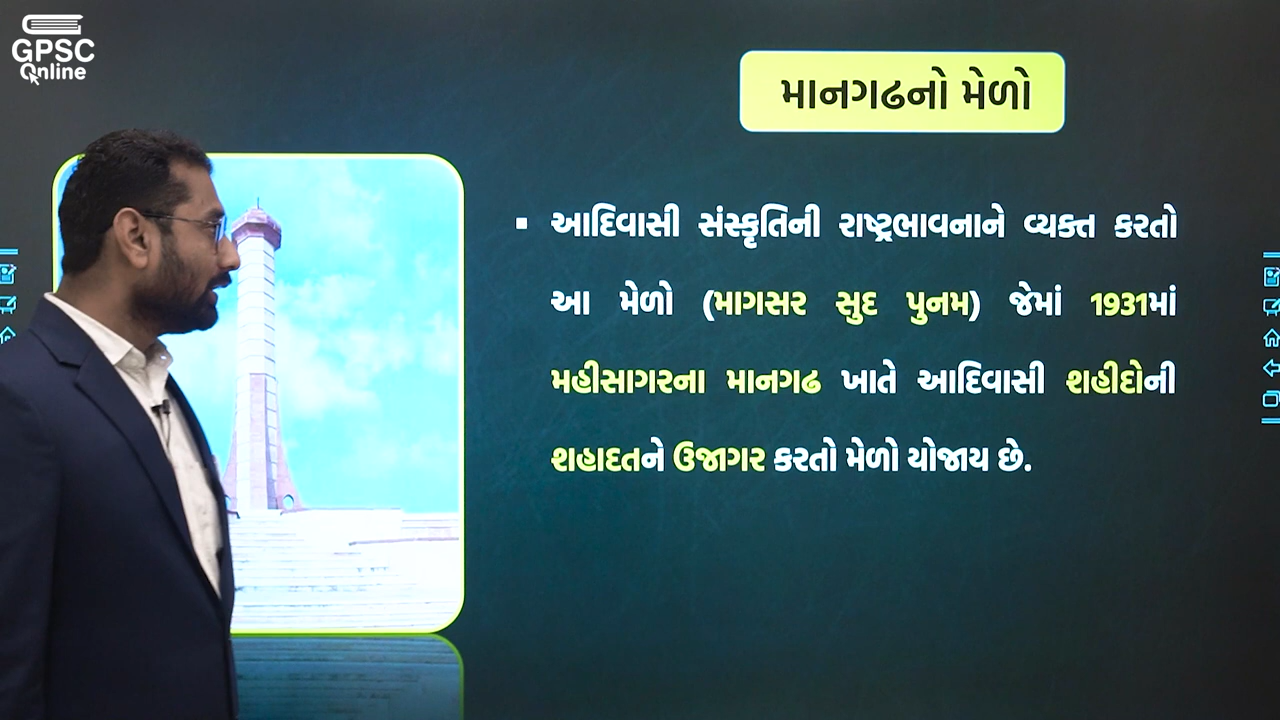 GPSC
Online
માનગઢનો મેળો
▪ આદિવાસી સંસ્કૃતિની રાષ્ટ્રભાવનાને વ્યક્ત કરતો
આ મેળો (માગસર સુદ પુનમ) જેમાં 1931માં
મહીસાગરના માનગઢ ખાતે આદિવાસી શહીદોની
શહાદતને ઉજાગર કરતો મેળો યોજાય છે.